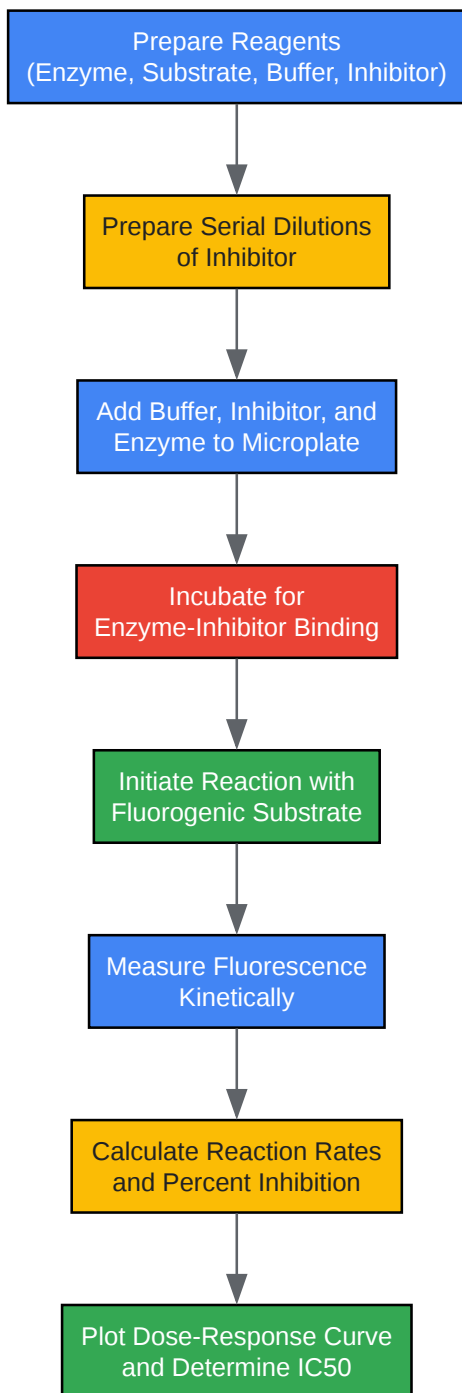 Prepare Reagents
(Enzyme, Substrate, Buffer, Inhibitor)
Prepare Serial Dilutions
of Inhibitor
Add Buffer, Inhibitor, and
Enzyme to Microplate
Incubate for
Enzyme-Inhibitor Binding
Initiate Reaction with
Fluorogenic Substrate
Measure Fluorescence
Kinetically
Calculate Reaction Rates
and Percent Inhibition
Plot Dose-Response Curve
and Determine IC50